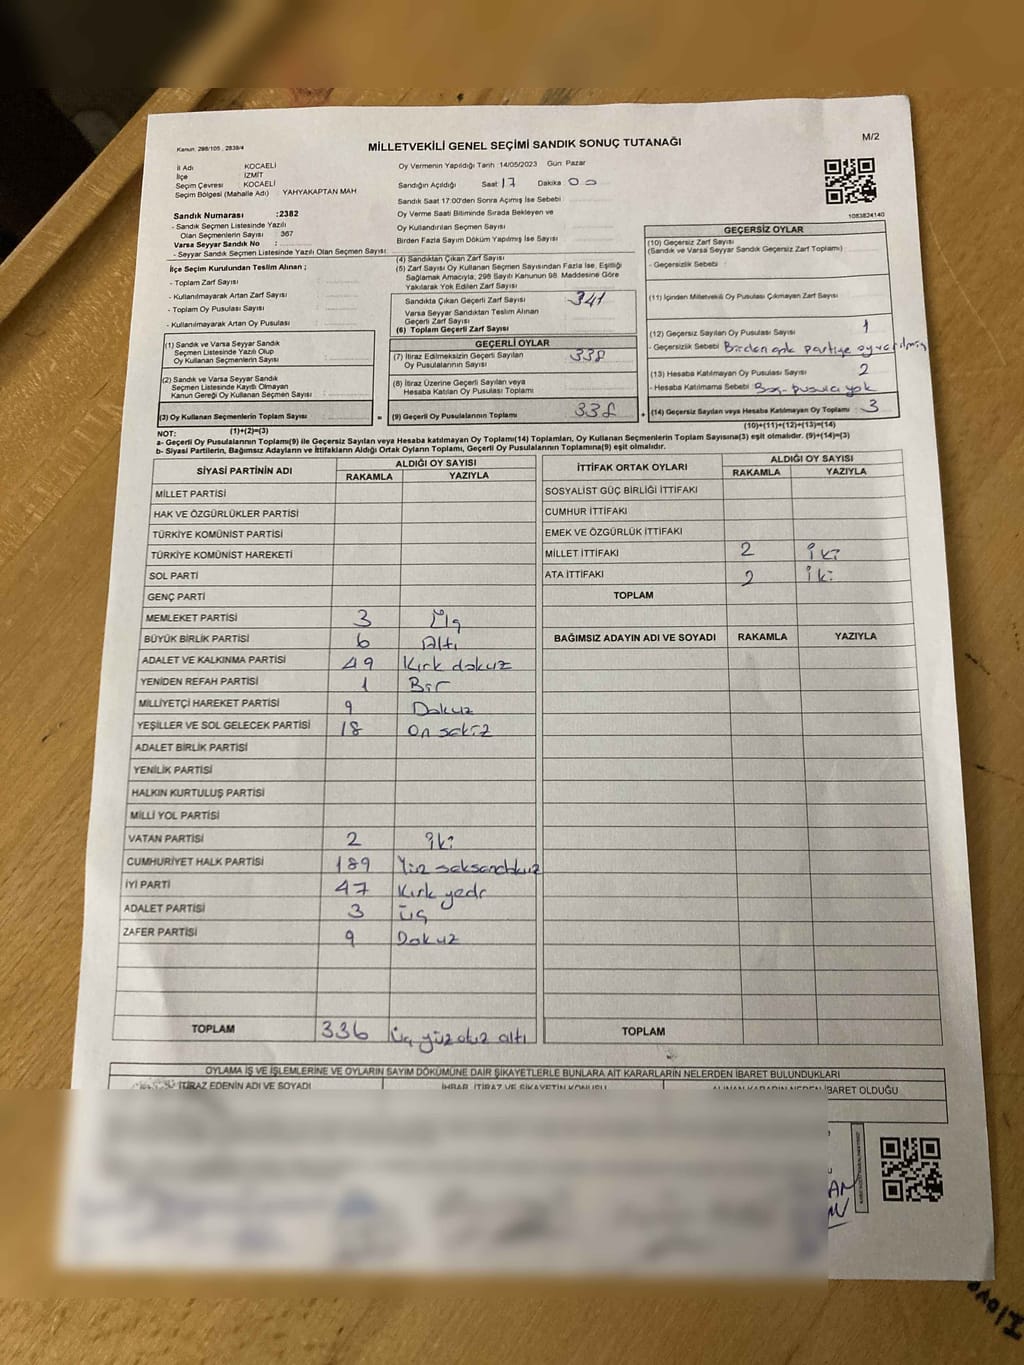 Kanun: 298/105 , 2839/4
MİLLETVEKİLİ GENEL SEÇİMİ SANDIK SONUÇ TUTANAĞI
M/2
İl Adı KOCAELİ
İlçe İZMİT
Seçim Çevresi KOCAELİ
Seçim Bölgesi (Mahalle Adı) YAHYAKAPTAN MAH
Sandık Numarası :2382
- Sandık Seçmen Listesinde Yazılı
Olan Seçmenlerin Sayısı : 367
Varsa Seyyar Sandık No :
- Seyyar Sandık Seçmen Listesinde Yazılı Olan Seçmen Sayısı :
Oy Vermenin Yapıldığı Tarih :14/05/2023 Gün: Pazar
Sandığın Açıldığı Saat 17 Dakika 00
Sandık Saat 17:00'den Sonra Açımış İse Sebebi :
Oy Verme Saati Bitiminde Sırada Bekleyen ve
Oy Kullandırılan Seçmen Sayısı
Birden Fazla Sayım Döküm Yapılmış İse Sayısı :
1083824140
İlçe Seçim Kurulundan Teslim Alınan ;
- Toplam Zarf Sayısı :
- Kullanılmayarak Artan Zarf Sayısı :
- Toplam Oy Pusulası Sayısı :
- Kullanılmayarak Artan Oy Pusulası :
(1) Sandık ve Varsa Seyyar Sandık
Seçmen Listesinde Yazılı Olup
Oy Kullanan Seçmenlerin Sayısı
(2) Sandık ve Varsa Seyyar Sandık
Seçmen Listesinde Kaydı Olmayan
Kanun Gereği Oy Kullanan Seçmen Sayısı
(3) Oy Kullanan Seçmenlerin Toplam Sayısı
(1)+(2)=(3)
(4) Sandıktan Çıkan Zarf Sayısı
(5) Zarf Sayısı Oy Kullanan Seçmen Sayısından Fazla İse, Eşitliği
Sağlamak Amacıyla, 298 Sayılı Kanunun 98. Maddesine Göre
Yakılarak Yok Edilen Zarf Sayısı
Sandıkta Çıkan Geçerli Zarf Sayısı 341
Varsa Seyyar Sandıktan Teslim Alınan
Geçerli Zarf Sayısı
(6) Toplam Geçerli Zarf Sayısı
GEÇERLİ OYLAR
(7) İtiraz Edilmeksizin Geçerli Sayılan
Oy Pusulalarının Sayısı 338
(8) İtiraz Üzerine Geçerli Sayılan veya
Hesaba Katılan Oy Pusulası Toplamı
= (9) Geçerli Oy Pusulalarının Toplamı 338 +
GEÇERSİZ OYLAR
(10) Geçersiz Zarf Sayısı
(Sandık ve Varsa Seyyar Sandık Geçersiz Zarf Toplamı)
- Geçersizlik Sebebi :
(11) İçinden Milletvekili Oy Pusulası Çıkmayan Zarf Sayısı
(12) Geçersiz Sayılan Oy Pusulası Sayısı 1
- Geçersizlik Sebebi Birden çok partiye oy verilmiş
(13) Hesaba Katılmayan Oy Pusulası Sayısı 2
- Hesaba Katılmama Sebebi : Boş-pusula yok
(14) Geçersiz Sayılan veya Hesaba Katılmayan Oy Toplamı : 3
(10)+(11)+(12)+(13)=(14)
NOT:
a- Geçerli Oy Pusulalarının Toplamı(9) ile Geçersiz Sayılan veya Hesaba katılmayan Oy Toplamı(14) Toplamları, Oy Kullanan Seçmenlerin Toplam Sayısına(3) eşit olmalıdır. (9)+(14)=(3)
b- Siyasi Partilerin, Bağımsız Adayların ve İttifakların Aldığı Ortak Oyların Toplamı, Geçerli Oy Pusulalarının Toplamına(9) eşit olmalıdır.
SİYASİ PARTİNİN ADI ALDIĞI OY SAYISI
RAKAMLA YAZIYLA
MİLLET PARTİSİ
HAK VE ÖZGÜRLÜKLER PARTİSİ
TÜRKİYE KOMÜNİST PARTİSİ
TÜRKİYE KOMÜNİST HAREKETİ
SOL PARTİ
GENÇ PARTİ
MEMLEKET PARTİSİ 3 Üç
BÜYÜK BİRLİK PARTİSİ 6 Altı
ADALET VE KALKINMA PARTİSİ 49 Kırk dokuz
YENİDEN REFAH PARTİSİ 1 Bir
MİLLİYETÇİ HAREKET PARTİSİ 9 Dokuz
YEŞİLLER VE SOL GELECEK PARTİSİ 18 On sekiz
ADALET BİRLİK PARTİSİ
YENİLİK PARTİSİ
HALKIN KURTULUŞ PARTİSİ
MİLLİ YOL PARTİSİ
VATAN PARTİSİ 2 iki
CUMHURİYET HALK PARTİSİ 189 Yüz seksendokuz
İYİ PARTİ 47 Kırk yedi
ADALET PARTİSİ 3 üç
ZAFER PARTİSİ 9 Dokuz
TOPLAM 336 üç yüz otuz altı
İTTİFAK ORTAK OYLARI ALDIĞI OY SAYISI
RAKAMLA YAZIYLA
SOSYALİST GÜÇ BİRLİĞİ İTTİFAKI
CUMHUR İTTİFAKI
EMEK VE ÖZGÜRLÜK İTTİFAKI
MİLLET İTTİFAKI 2 iki
ATA İTTİFAKI 2 iki
TOPLAM
BAĞIMSIZ ADAYIN ADI VE SOYADI RAKAMLA YAZIYLA
TOPLAM
OYLAMA İŞ VE İŞLEMLERİNE VE OYLARIN SAYIM DÖKÜMÜNE DAİR ŞİKAYETLERLE BUNLARA AİT KARARLARIN NELERDEN İBARET BULUNDUKLARI
İTİRAZ EDENİN ADI VE SOYADI İHBAR, İTİRAZ VE ŞİKAYETİN KONUSU ALINAN KARARIN NEDEN İBARET OLDUĞU
I love